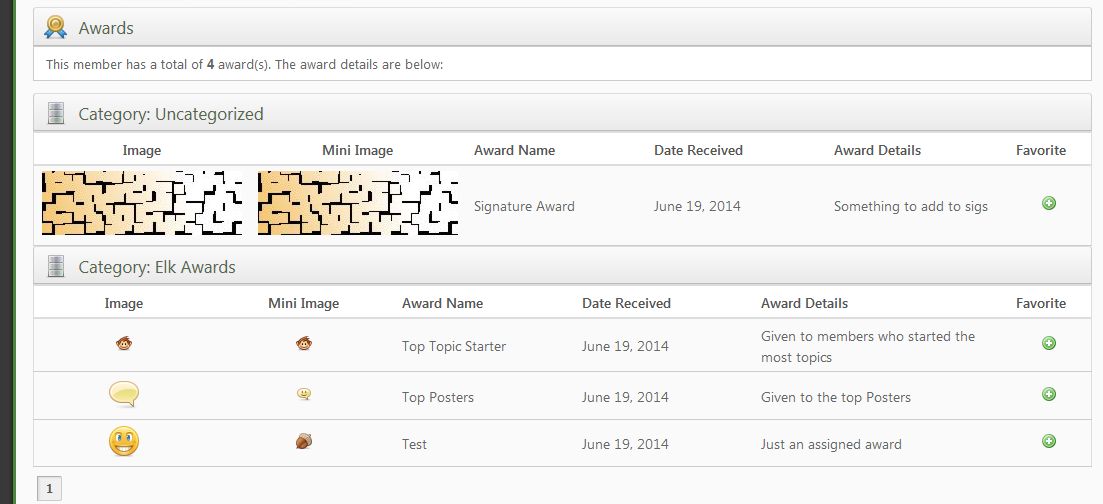 Awards
This member has a total of 4 award(s). The award details are below:
Category: Uncategorized
Image Mini Image Award Name Date Received Award Details Favorite
Signature Award June 19, 2014 Something to add to sigs
Category: Elk Awards
Image Mini Image Award Name Date Received Award Details Favorite
Top Topic Starter June 19, 2014 Given to members who started the
most topics
Top Posters June 19, 2014 Given to the top Posters
Test June 19, 2014 Just an assigned award
1